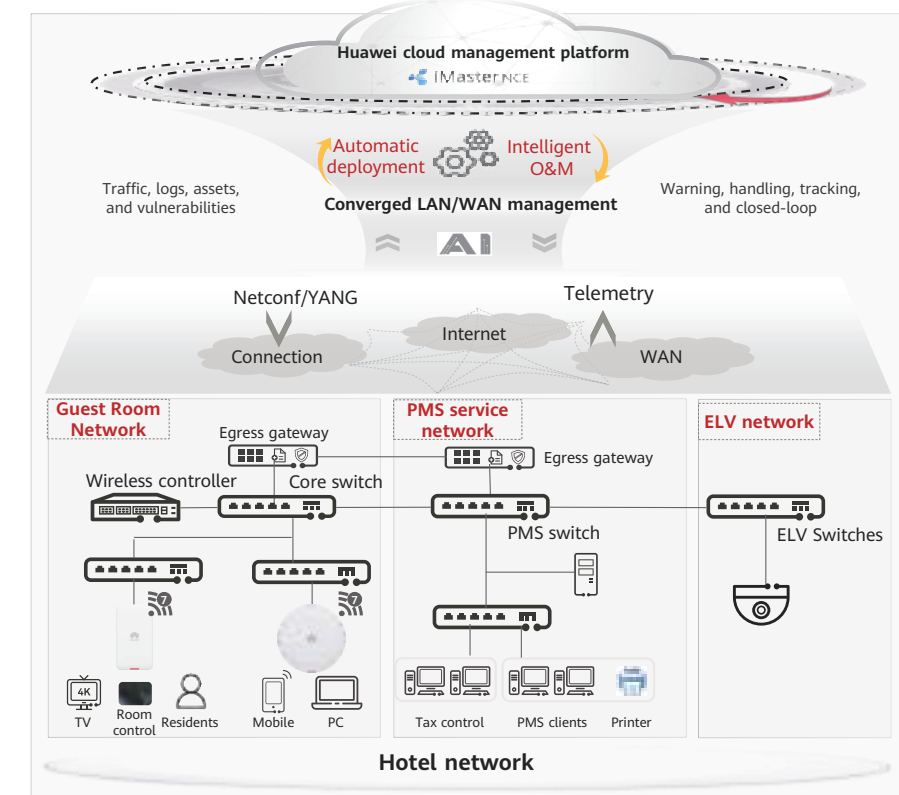 Huawei cloud management platform
iMaster NCE
Automatic
deployment
Intelligent
O&M
Traffic, logs, assets,
and vulnerabilities
Warning, handling, tracking,
and closed-loop
Converged LAN/WAN management
AI
Netconf/YANG
Telemetry
Internet
Connection
WAN
Guest Room
Network
PMS service
network
ELV network
Egress gateway
Egress gateway
Wireless controller
Core switch
PMS switch
ELV Switches
7
7
4K
TV
Room
control
Residents
Mobile
PC
Tax control
PMS clients
Printer
Hotel network